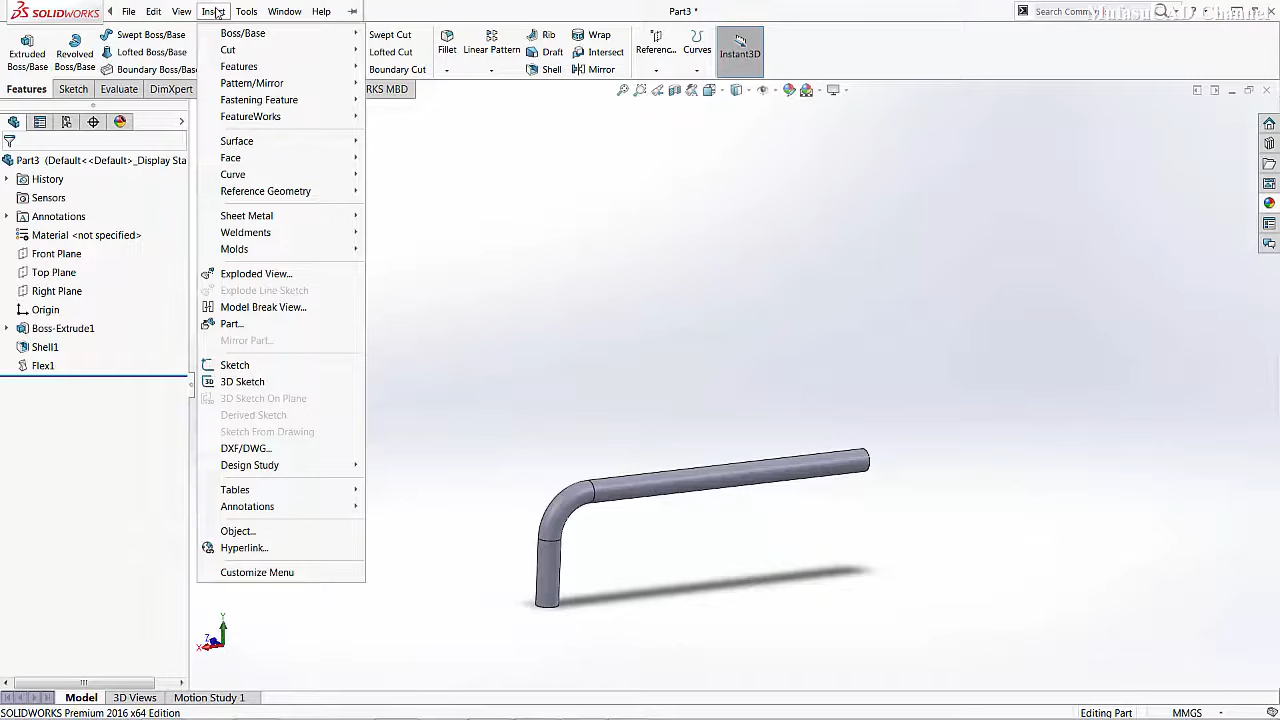 SOLIDWORKS File Edit View Insert Tools Window Help Part3 *
Mufasu CAD Channel
Extruded Boss/Base
Revolved Boss/Base
Swept Boss/Base
Lofted Boss/Base
Boundary Boss/Base
Swept Cut
Lofted Cut
Boundary Cut
Fillet
Linear Pattern
Rib
Draft
Shell
Wrap
Intersect
Mirror
Referenc...
Curves
Instant3D
Features Sketch Evaluate DimXpert RKS MBD
Part3 (Default<<Default>_Display Sta
History
Sensors
Annotations
Material <not specified>
Front Plane
Top Plane
Right Plane
Origin
Boss-Extrude1
Shell1
Flex1
Boss/Base
Cut
Features
Pattern/Mirror
Fastening Feature
FeatureWorks
Surface
Face
Curve
Reference Geometry
Sheet Metal
Weldments
Molds
Exploded View...
Explode Line Sketch
Model Break View...
Part...
Mirror Part...
Sketch
3D Sketch
3D Sketch On Plane
Derived Sketch
Sketch From Drawing
DXF/DWG...
Design Study
Tables
Annotations
Object...
Hyperlink...
Customize Menu
Y
Z
X
Model 3D Views Motion Study 1
SOLIDWORKS Premium 2016 x64 Edition Editing Part MMGS